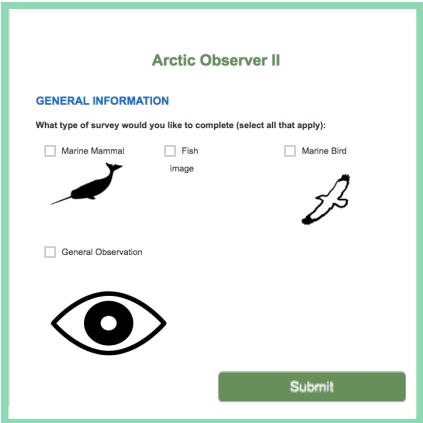 Arctic Observer II
GENERAL INFORMATION
What type of survey would you like to complete (select all that apply):
Marine Mammal
Fish
Marine Bird
image
General Observation
Submit